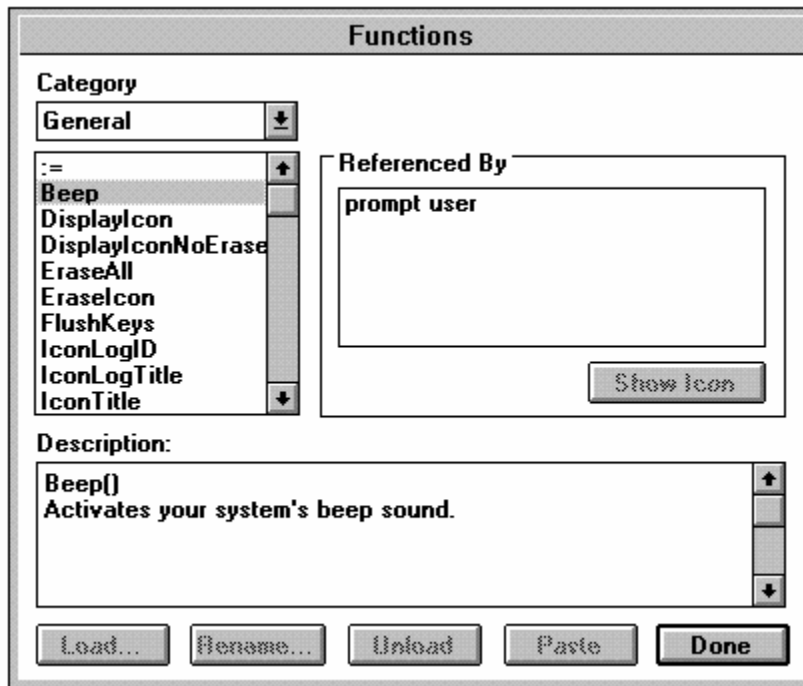 Functions
Category
General
:=
Beep
DisplayIcon
DisplayIconNoErase
EraseAll
EraseIcon
FlushKeys
IconLogID
IconLogTitle
IconTitle
Referenced By
prompt user
Show Icon
Description:
Beep()
Activates your system's beep sound.
Load...
Rename...
Unload
Paste
Done